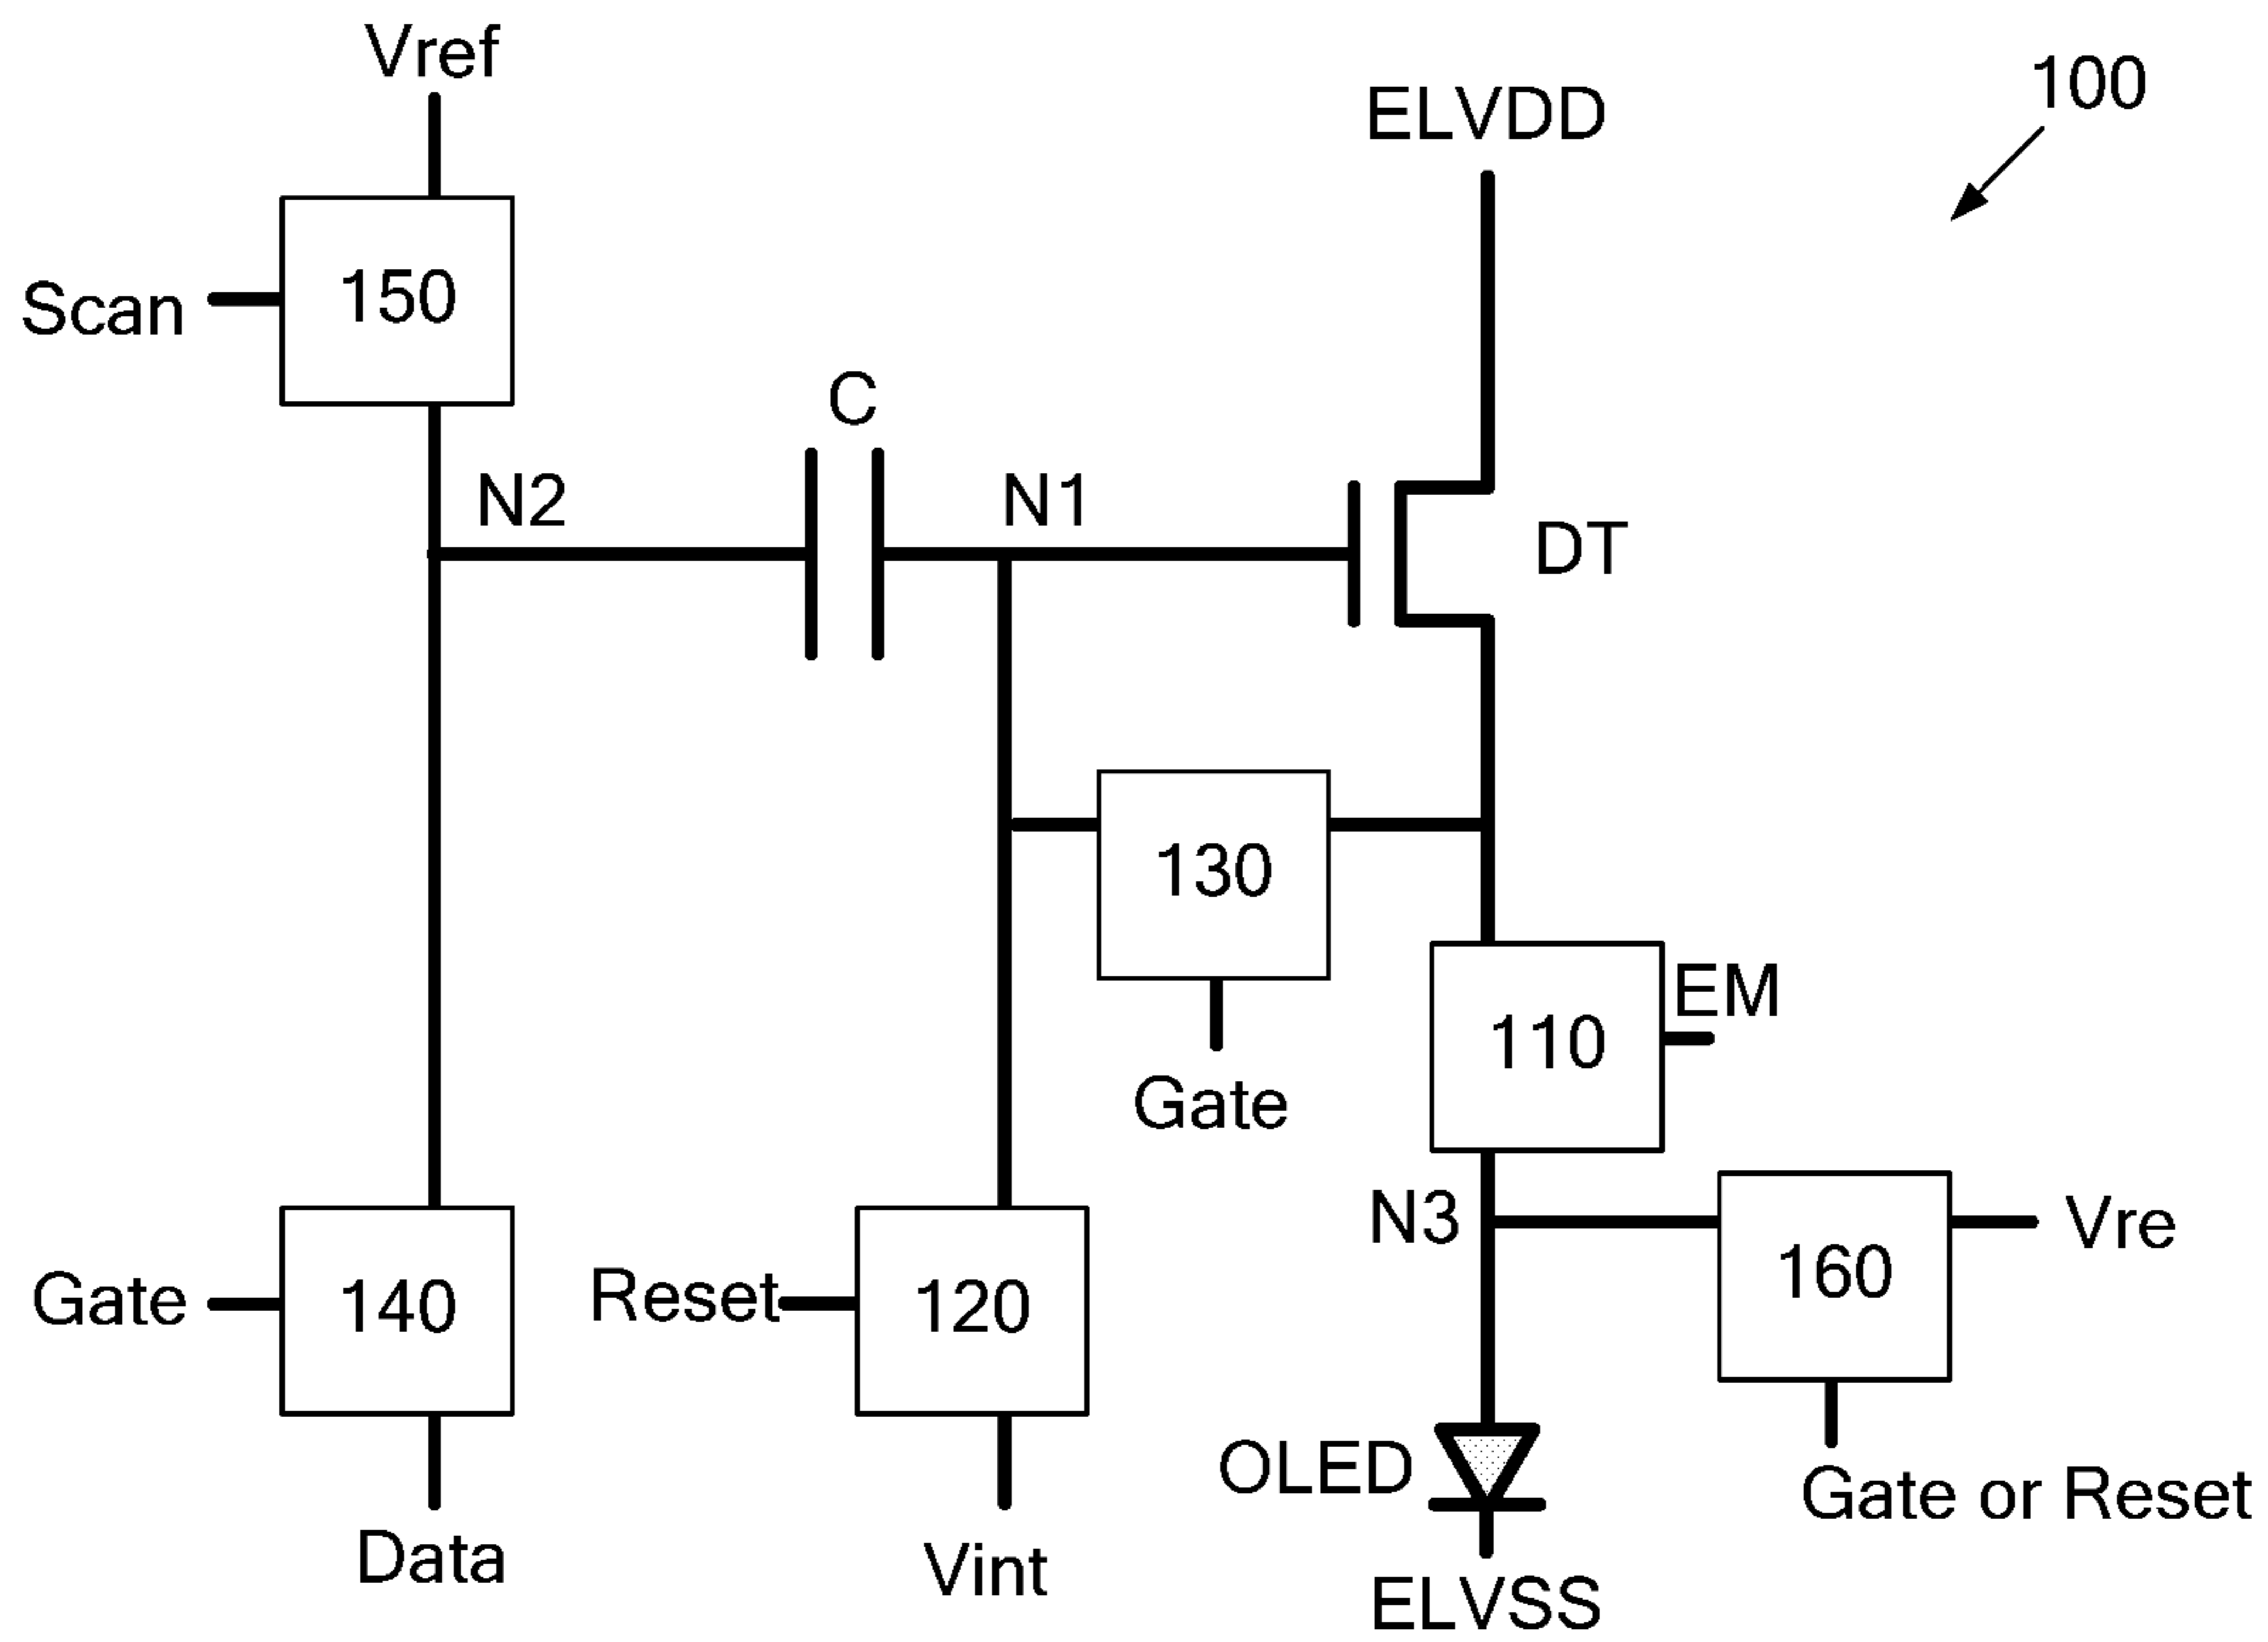 Vref
100
ELVDD
Scan
150
C
N2
N1
DT
130
EM
110
Gate
N3
Vre
160
Gate
140
Reset
120
OLED
Gate or Reset
Data
Vint
ELVSS